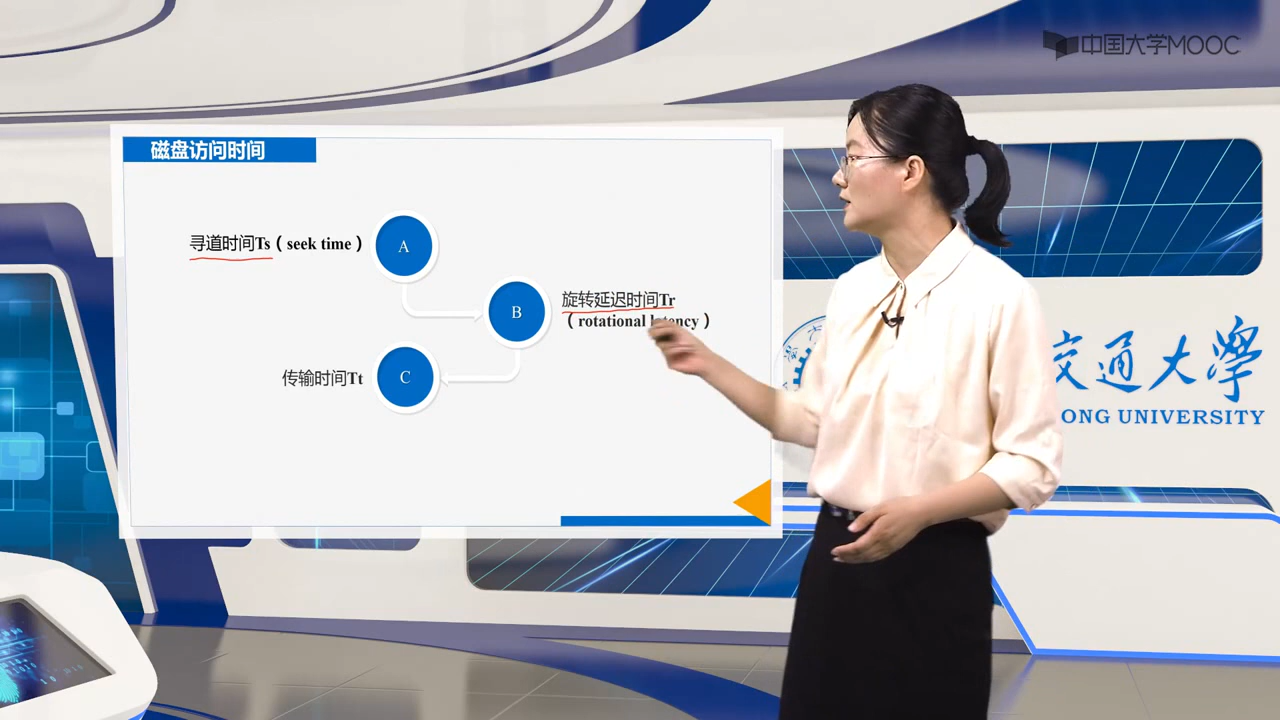 中国大学MOOC
磁盘访问时间
寻道时间Ts（seek time）
A
B
旋转延迟时间Tr
（rotational latency）
传输时间Tt
C
交通大學
ONG UNIVERSITY